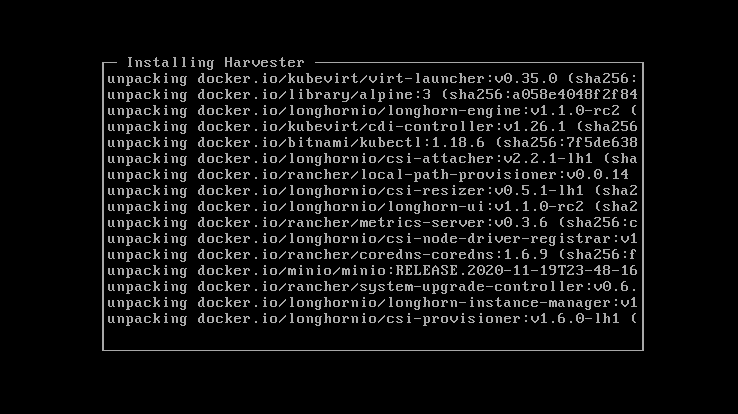 Installing Harvester
unpacking docker.io/kubevirt/virt-launcher:v0.35.0 (sha256:
unpacking docker.io/library/alpine:3 (sha256:a058e4048f2f84
unpacking docker.io/longhornio/longhorn-engine:v1.1.0-rc2 (
unpacking docker.io/kubevirt/cdi-controller:v1.26.1 (sha256
unpacking docker.io/bitnami/kubectl:1.18.6 (sha256:7f5de638
unpacking docker.io/longhornio/csi-attacher:v2.2.1-lh1 (sha
unpacking docker.io/rancher/local-path-provisioner:v0.0.14
unpacking docker.io/longhornio/csi-resizer:v0.5.1-lh1 (sha2
unpacking docker.io/longhornio/longhorn-ui:v1.1.0-rc2 (sha2
unpacking docker.io/rancher/metrics-server:v0.3.6 (sha256:c
unpacking docker.io/longhornio/csi-node-driver-registrar:v1
unpacking docker.io/rancher/coredns-coredns:1.6.9 (sha256:f
unpacking docker.io/minio/minio:RELEASE.2020-11-19T23-48-16
unpacking docker.io/rancher/system-upgrade-controller:v0.6.
unpacking docker.io/longhornio/longhorn-instance-manager:v1
unpacking docker.io/longhornio/csi-provisioner:v1.6.0-lh1 (